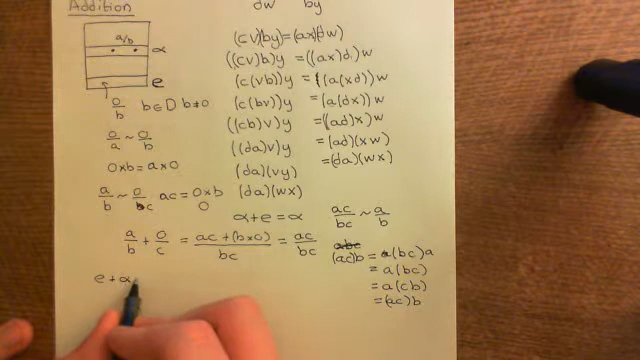 Addition
dw by
a/b
α
e
0/b b∈D b≠0
0/a ~ 0/b
0×b = a×0
a/b ~ 0/bc ac = 0×b
0
(cv)(by) = (ax)(dw)
((cv)b)y = ((ax)d)w
(c(vb))y = (a(xd))w
(c(bv))y = (a(dx))w
((cb)v)y = ((ad)x)w
((da)v)y = (ad)(xw)
(da)(vy) = (da)(wx)
(da)(wx)
α+e=α
a/b + 0/c = ac+(b×0)/bc = ac/bc
ac/bc ~ a/b
(ac)b = (bc)a
= a(bc)
= a(cb)
= (ac)b
e+α